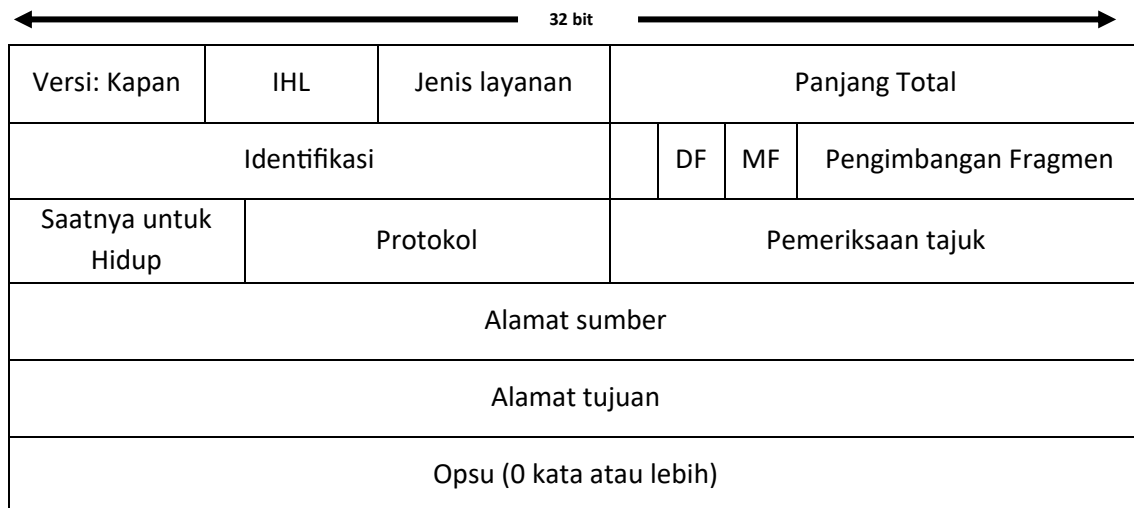 32 bit
Versi: Kapan IHL Jenis layanan Panjang Total
Identifikasi DF MF Pengimbangan Fragmen
Saatnya untuk
Hidup
Protokol Pemeriksaan tajuk
Alamat sumber
Alamat tujuan
Opsu (0 kata atau lebih)